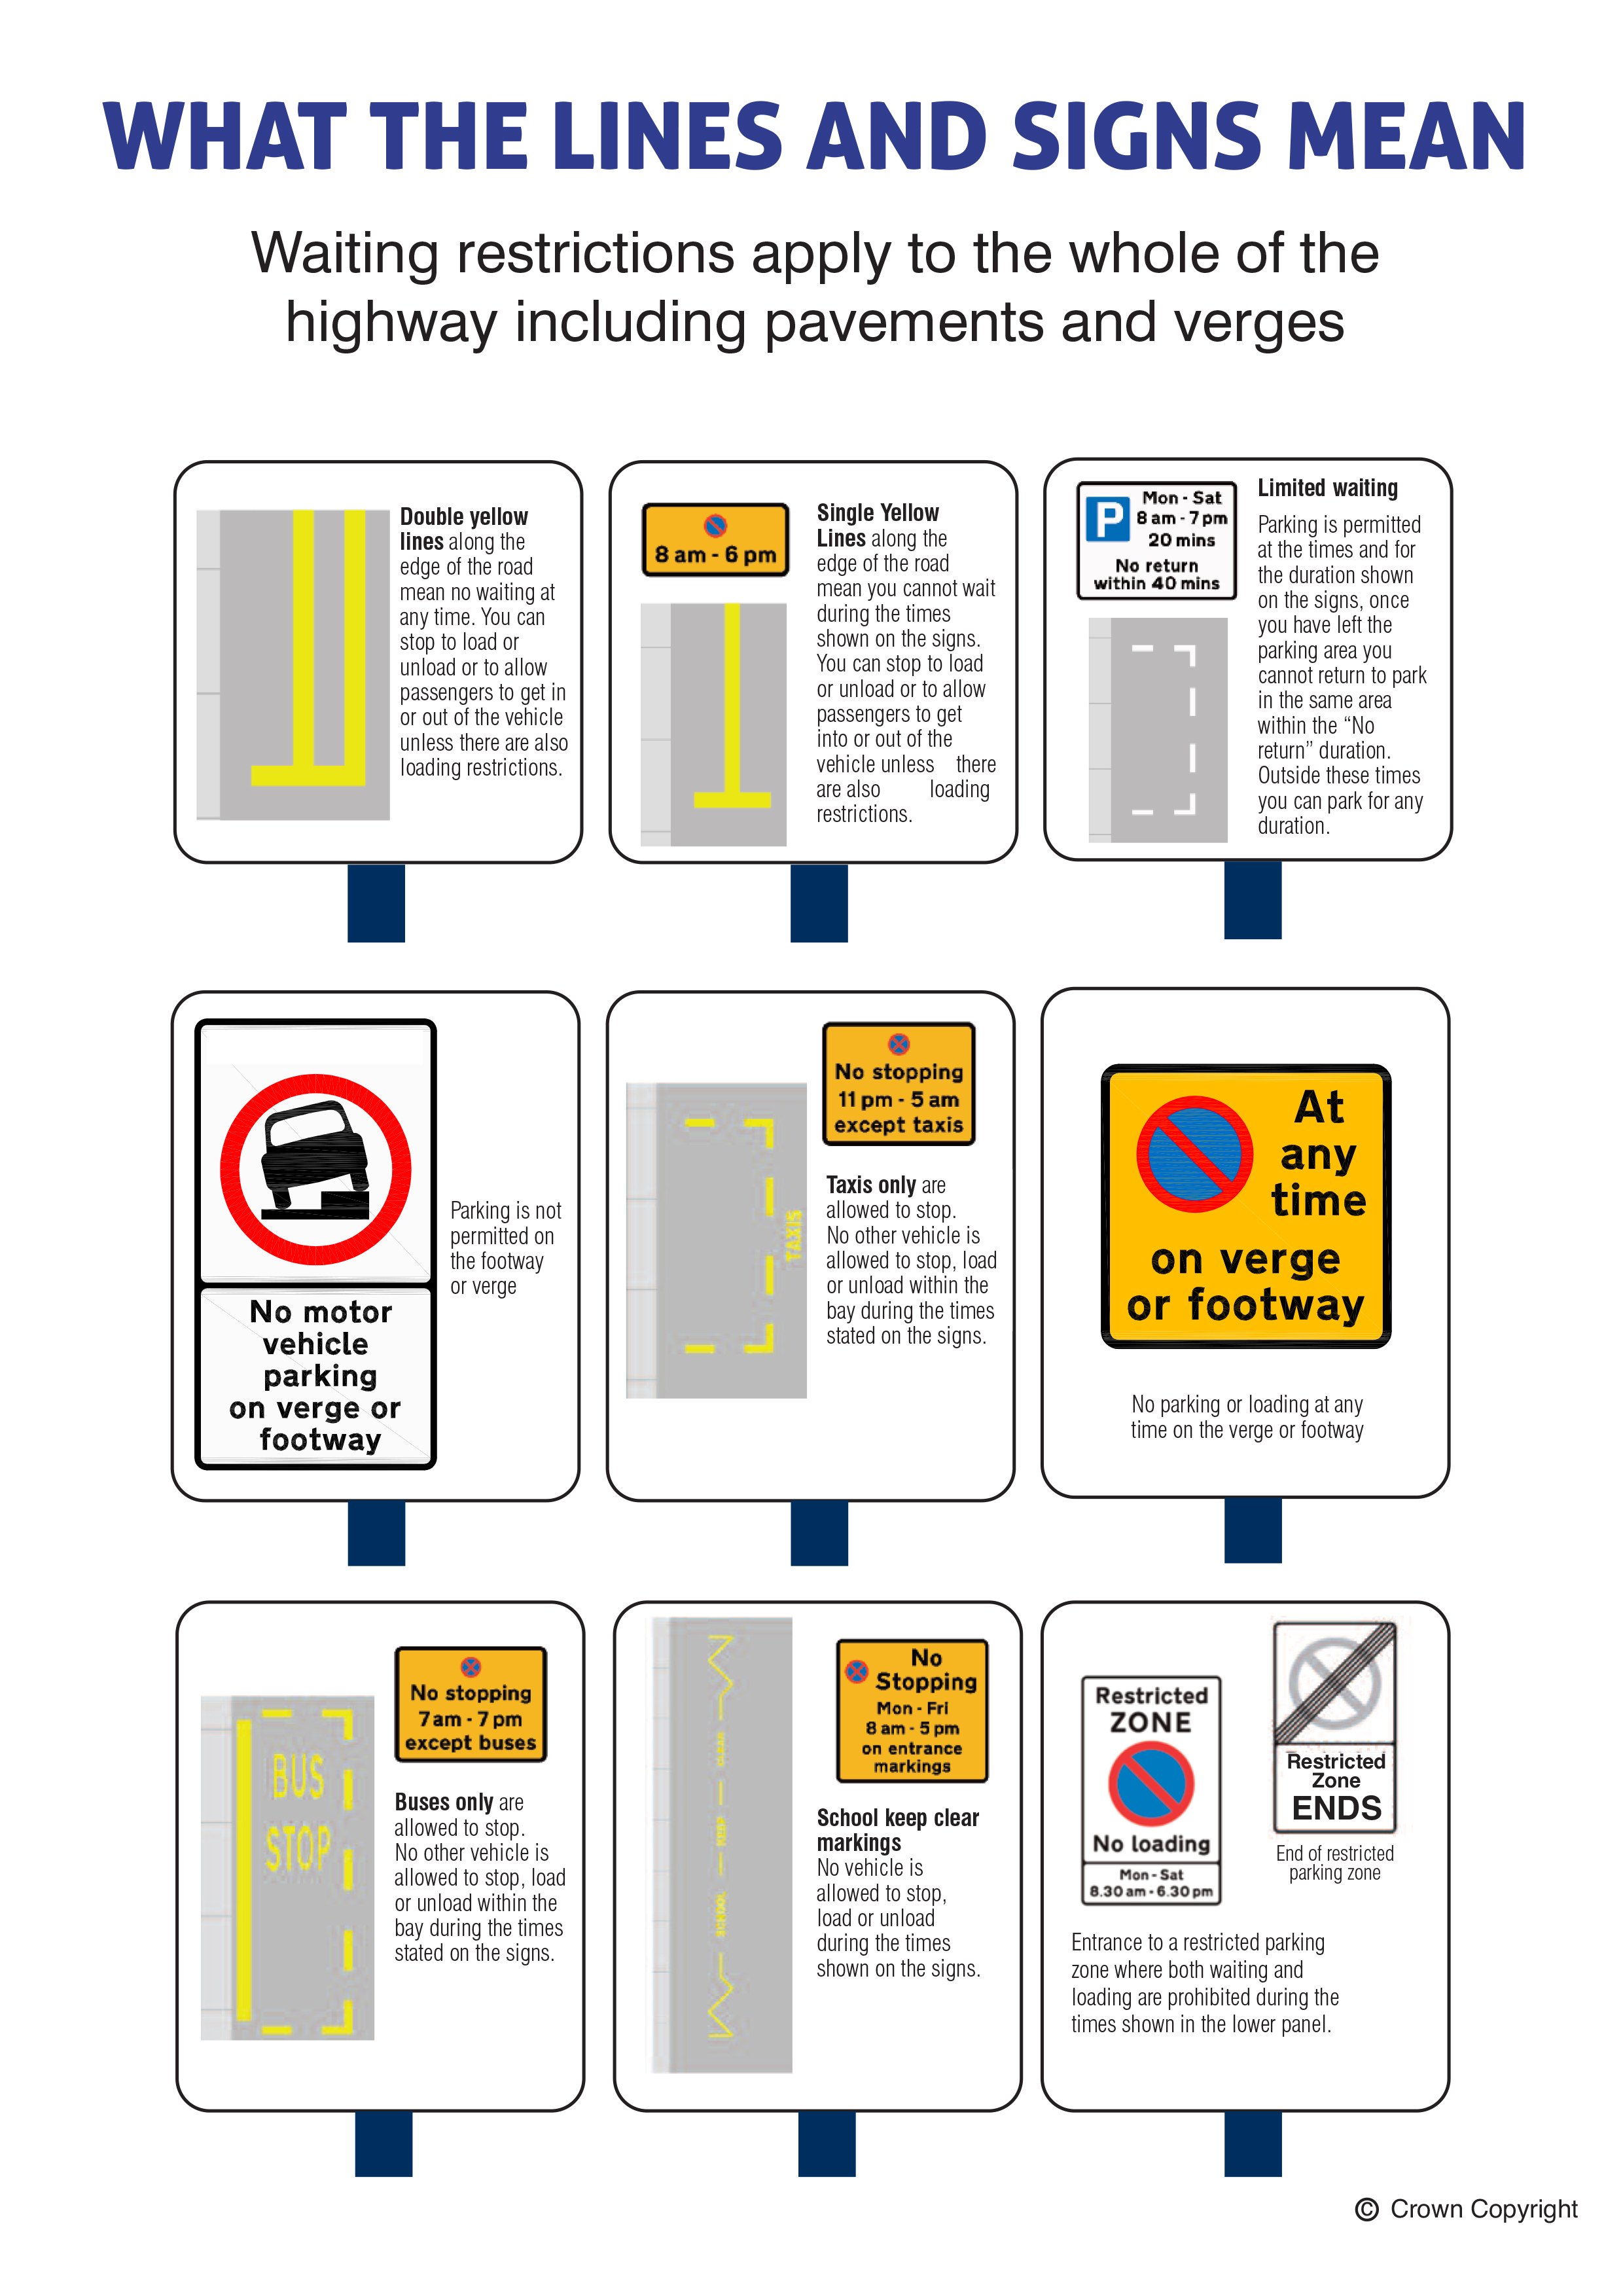 WHAT THE LINES AND SIGNS MEAN
Waiting restrictions apply to the whole of the
highway including pavements and verges
Double yellow
lines along the
edge of the road
mean no waiting at
any time. You can
stop to load or
unload or to allow
passengers to get in
or out of the vehicle
unless there are also
loading restrictions.
8 am - 6 pm
Single Yellow
Lines along the
edge of the road
mean you cannot wait
during the times
shown on the signs.
You can stop to load
or unload or to allow
passengers to get
into or out of the
vehicle unless there
are also loading
restrictions.
P
Mon - Sat
8 am - 7 pm
20 mins
No return
within 40 mins
Limited waiting
Parking is permitted
at the times and for
the duration shown
on the signs, once
you have left the
parking area you
cannot return to park
in the same area
within the “No
return” duration.
Outside these times
you can park for any
duration.
No motor
vehicle
parking
on verge or
footway
Parking is not
permitted on
the footway
or verge
TAXIS
No stopping
11 pm - 5 am
except taxis
Taxis only are
allowed to stop.
No other vehicle is
allowed to stop, load
or unload within the
bay during the times
stated on the signs.
At
any
time
on verge
or footway
No parking or loading at any
time on the verge or footway
BUS
STOP
No stopping
7 am - 7 pm
except buses
Buses only are
allowed to stop.
No other vehicle is
allowed to stop, load
or unload within the
bay during the times
stated on the signs.
SCHOOL KEEP CLEAR
No
Stopping
Mon - Fri
8 am - 5 pm
on entrance
markings
School keep clear
markings
No vehicle is
allowed to stop,
load or unload
during the times
shown on the signs.
Restricted
ZONE
No loading
Mon - Sat
8.30 am - 6.30 pm
Restricted
Zone
ENDS
End of restricted
parking zone
Entrance to a restricted parking
zone where both waiting and
loading are prohibited during the
times shown in the lower panel.
© Crown Copyright